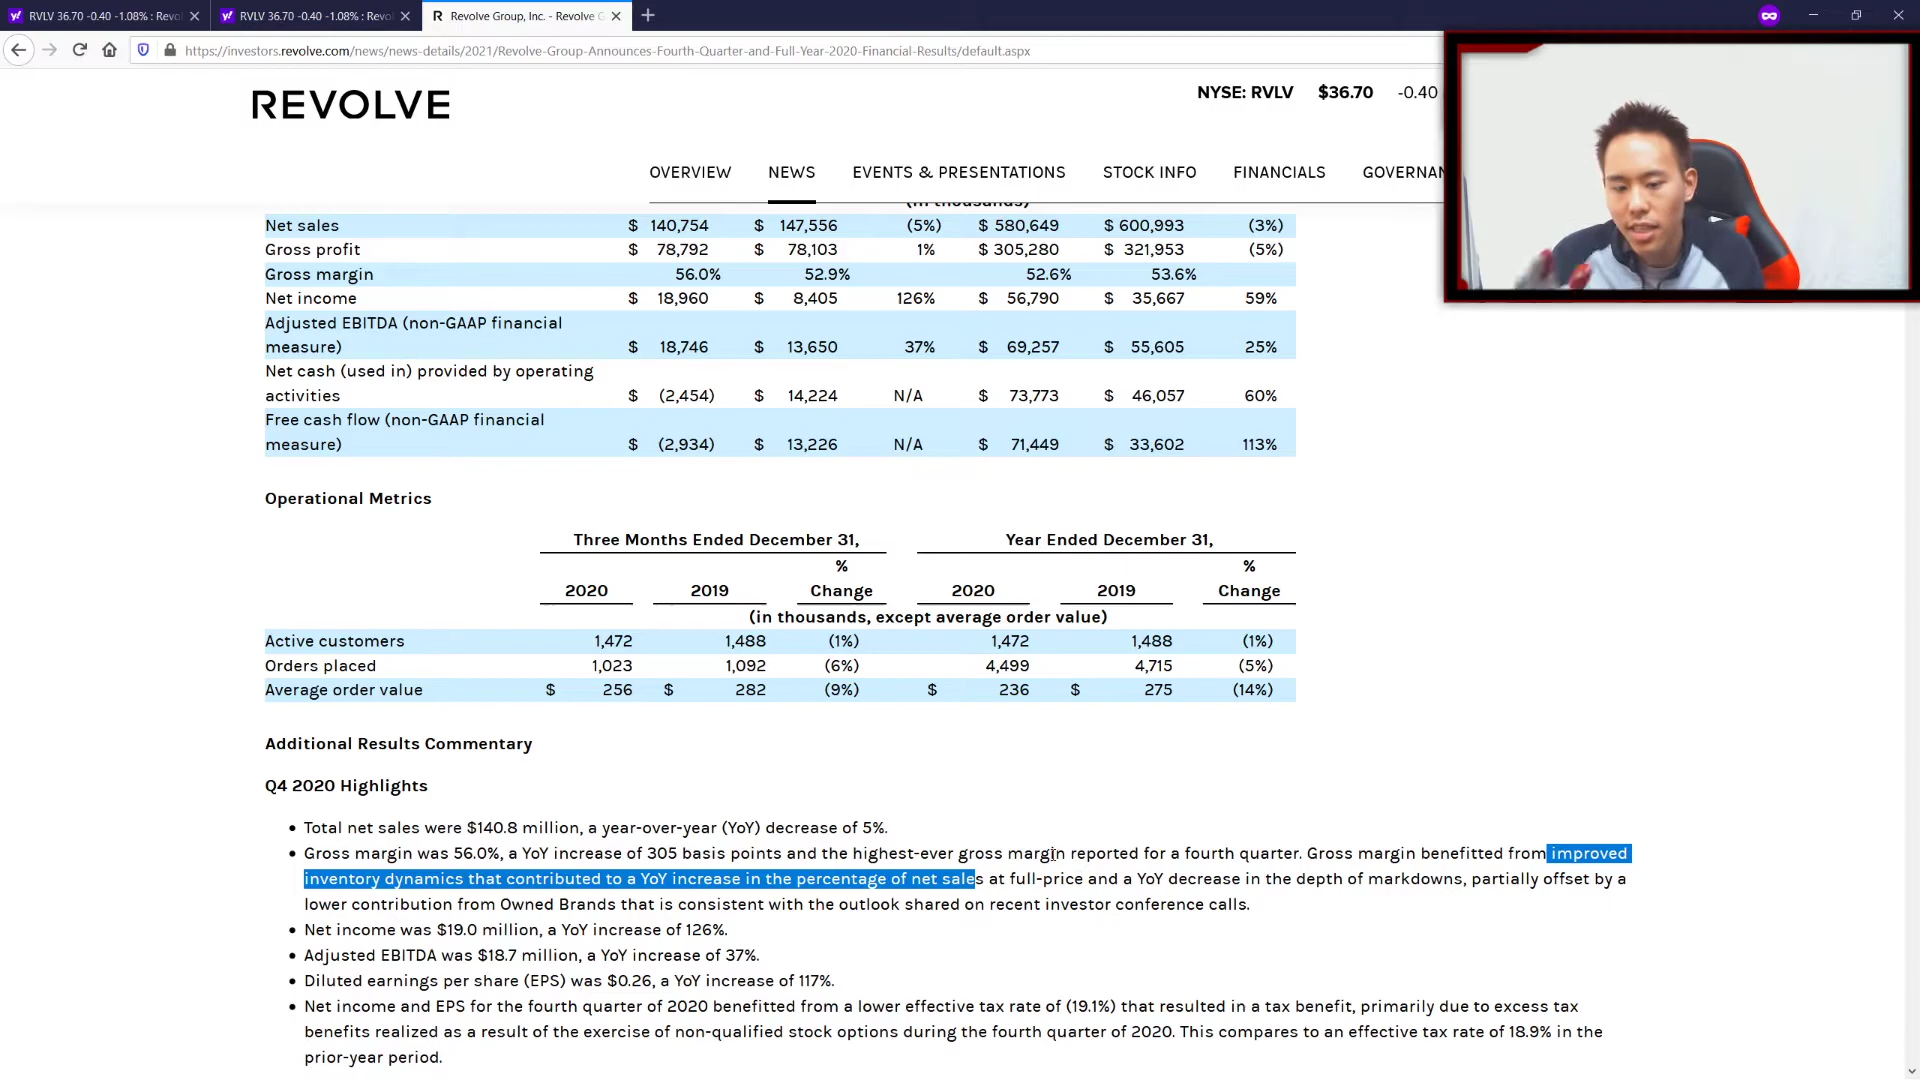 RVLV 36.70 -0.40 -1.08% : Revo
RVLV 36.70 -0.40 -1.08% : Revo
R Revolve Group, Inc. - Revolve G
https://investors.revolve.com/news/news-details/2021/Revolve-Group-Announces-Fourth-Quarter-and-Full-Year-2020-Financial-Results/default.aspx
REVOLVE
NYSE: RVLV $36.70 -0.40
OVERVIEW NEWS EVENTS & PRESENTATIONS STOCK INFO FINANCIALS GOVERNAN
(in thousands)
Net sales $ 140,754 $ 147,556 (5%) $ 580,649 $ 600,993 (3%)
Gross profit $ 78,792 $ 78,103 1% $ 305,280 $ 321,953 (5%)
Gross margin 56.0% 52.9% 52.6% 53.6%
Net income $ 18,960 $ 8,405 126% $ 56,790 $ 35,667 59%
Adjusted EBITDA (non-GAAP financial
measure) $ 18,746 $ 13,650 37% $ 69,257 $ 55,605 25%
Net cash (used in) provided by operating
activities $ (2,454) $ 14,224 N/A $ 73,773 $ 46,057 60%
Free cash flow (non-GAAP financial
measure) $ (2,934) $ 13,226 N/A $ 71,449 $ 33,602 113%
Operational Metrics
Three Months Ended December 31, Year Ended December 31,
% %
2020 2019 Change 2020 2019 Change
(in thousands, except average order value)
Active customers 1,472 1,488 (1%) 1,472 1,488 (1%)
Orders placed 1,023 1,092 (6%) 4,499 4,715 (5%)
Average order value $ 256 $ 282 (9%) $ 236 $ 275 (14%)
Additional Results Commentary
Q4 2020 Highlights
• Total net sales were $140.8 million, a year-over-year (YoY) decrease of 5%.
• Gross margin was 56.0%, a YoY increase of 305 basis points and the highest-ever gross margin reported for a fourth quarter. Gross margin benefitted from improved
inventory dynamics that contributed to a YoY increase in the percentage of net sales at full-price and a YoY decrease in the depth of markdowns, partially offset by a
lower contribution from Owned Brands that is consistent with the outlook shared on recent investor conference calls.
• Net income was $19.0 million, a YoY increase of 126%.
• Adjusted EBITDA was $18.7 million, a YoY increase of 37%.
• Diluted earnings per share (EPS) was $0.26, a YoY increase of 117%.
• Net income and EPS for the fourth quarter of 2020 benefitted from a lower effective tax rate of (19.1%) that resulted in a tax benefit, primarily due to excess tax
benefits realized as a result of the exercise of non-qualified stock options during the fourth quarter of 2020. This compares to an effective tax rate of 18.9% in the
prior-year period.